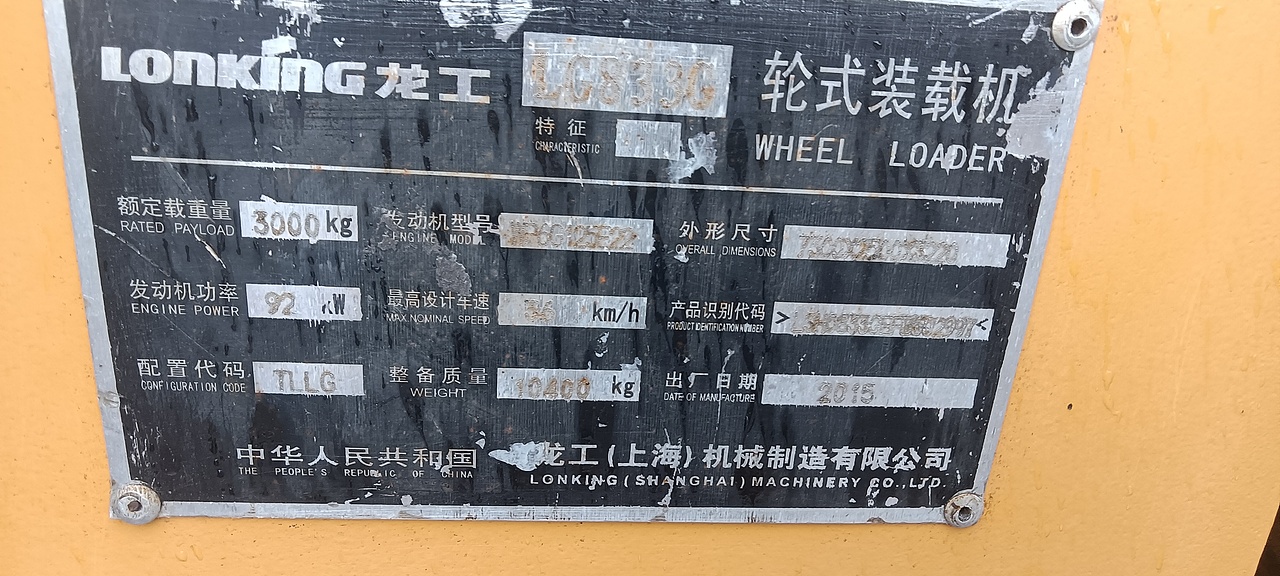 LONKING 龙工 LG833G 轮式装载机
特征
CHARACTERISTIC
WHEEL LOADER
额定载重量 3000 kg
RATED PAYLOAD
发动机型号
ENGINE MODEL
外形尺寸
OVERALL DIMENSIONS
发动机功率 92 kW
ENGINE POWER
最高设计车速 36 km/h
MAX.NOMINAL SPEED
产品识别代码
PRODUCT IDENTIFICATION NUMBER
配置代码 TLLG
CONFIGURATION CODE
整备质量 10400 kg
WEIGHT
出厂日期 2015
DATE OF MANUFACTURE
中华人民共和国 龙工(上海)机械制造有限公司
THE PEOPLE'S REPUBLIC OF CHINA LONKING(SHANGHAI)MACHINERY CO.,LTD.